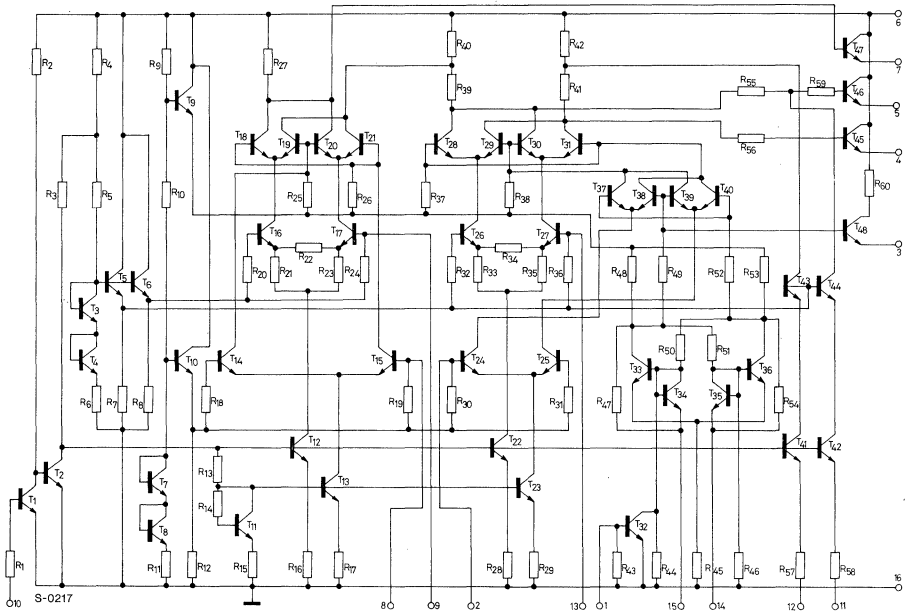 6
R2 R4 R9 R27 R40 R42 T47
7
R39 R41 R55 R59 T46
5
T9
T18 T19 T20 T21 T28 T29 T30 T31 R56 T45
4
R3 R5 R10 R25 R26 R37 R38 T37 T38 T39 T40 R60
T16 T17 T26 T27 T48
3
R22 R34
R20 R21 R23 R24 R32 R33 R35 R36 R48 R49 R52 R53
T3 T5 T6 T43 T44
T4 T10 T14 T15 T24 T25 T33 R50 R51 T36
R6 R7 R8 R18 R19 R30 R31 R47 T34 T35 R54
T12 T22 T41 T42
T1 T2 T7 R13 T13 T23
T8 R14 T11 T32
R1 R11 R12 R15 R16 R17 R28 R29 R43 R44 R45 R46 R57 R58
16
S-0217
10 8 9 2 13 1 15 14 12 11